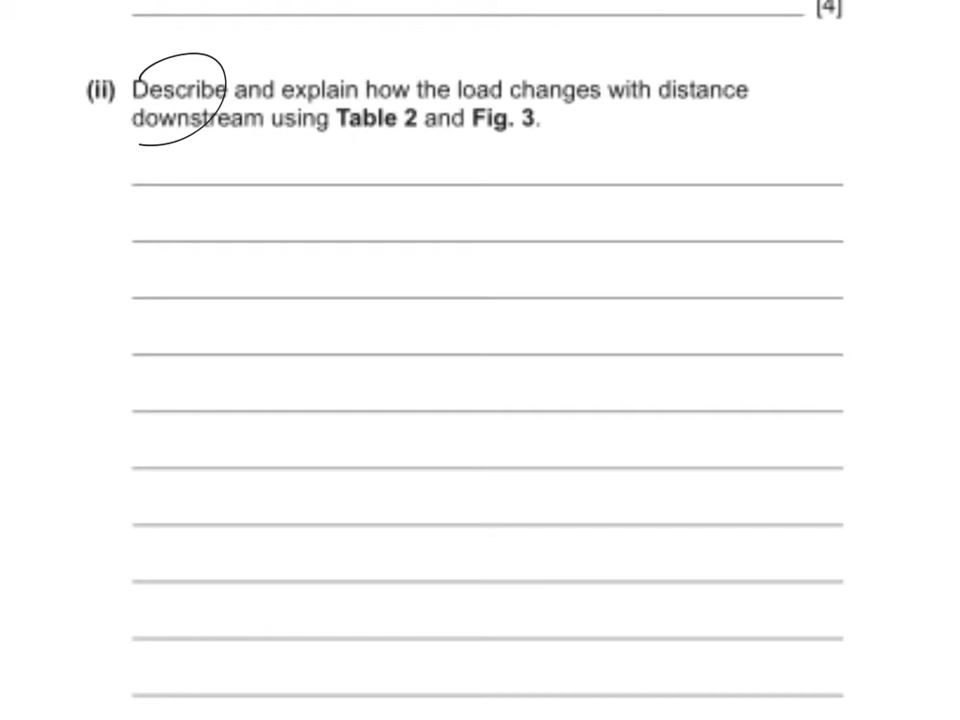 [4]
(ii) Describe and explain how the load changes with distance
downstream using Table 2 and Fig. 3.